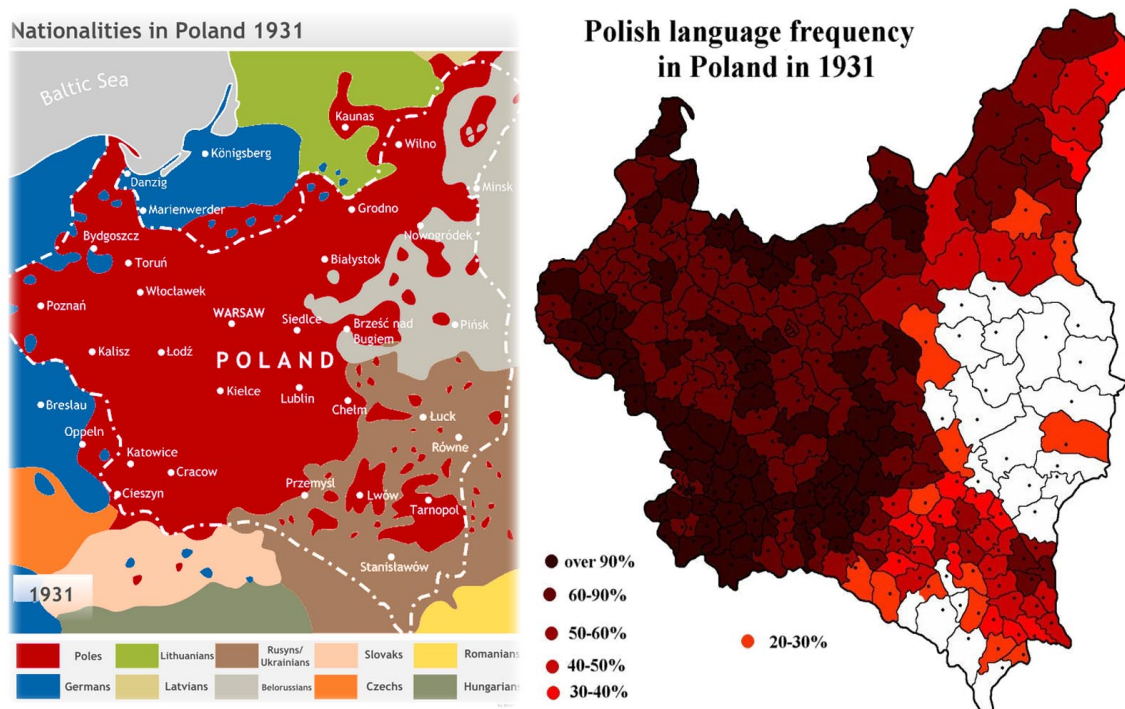 Nationalities in Poland 1931
Baltic Sea
Kaunas
Wilno
Königsberg
Danzig
Minsk
Marienwerder
Grodno
Bydgoszcz
Nowogródek
Toruń
Białystok
Włocławek
Poznań
WARSAW
Siedlce
Brześć nad
Bugiem
Pińsk
Kalisz
Łódź
POLAND
Kielce
Lublin
Chełm
Breslau
Łuck
Oppeln
Równe
Katowice
Cracow
Cieszyn
Przemyśl
Lwów
Tarnopol
Stanisławów
1931
Poles
Lithuanians
Rusyns/
Ukrainians
Slovaks
Romanians
Germans
Latvians
Belorussians
Czechs
Hungarians
Polish language frequency
in Poland in 1931
over 90%
60-90%
50-60%
40-50%
30-40%
20-30%